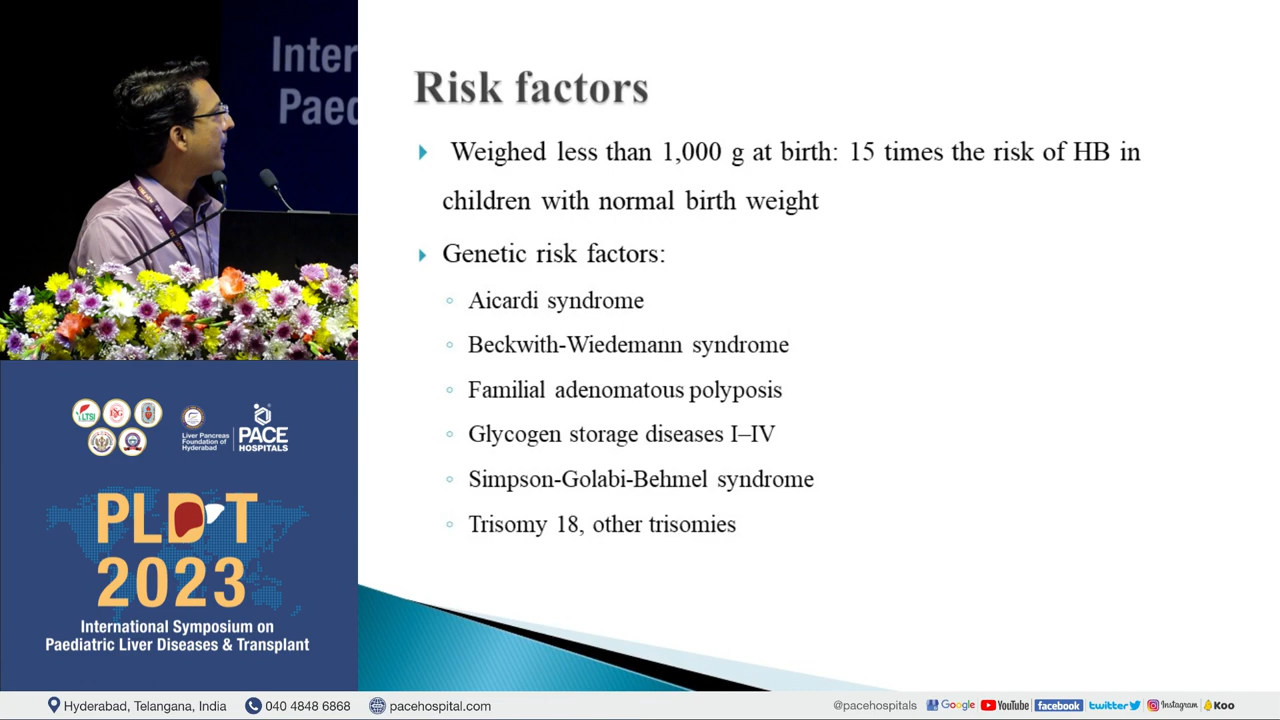 Inter
Paed
Risk factors
Weighed less than 1,000 g at birth: 15 times the risk of HB in
children with normal birth weight
Genetic risk factors:
Aicardi syndrome
Beckwith-Wiedemann syndrome
Familial adenomatous polyposis
Glycogen storage diseases I–IV
Simpson-Golabi-Behmel syndrome
Trisomy 18, other trisomies
LTSI
Liver Pancreas
Foundation of
Hyderabad
PACE
HOSPITALS
PLDT
2023
International Symposium on
Paediatric Liver Diseases & Transplant
Hyderabad, Telangana, India
040 4848 6868
pacehospital.com
@pacehospitals
Google
YouTube
facebook
twitter
Instagram
Koo